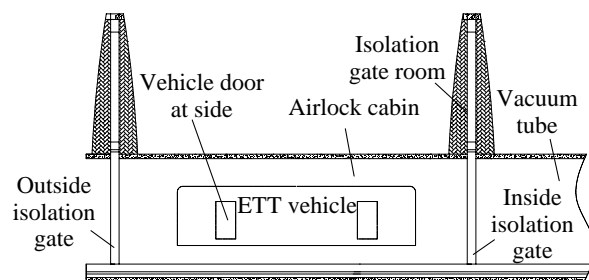 Isolation
gate room
Vehicle door
at side
Airlock cabin
Vacuum
tube
Outside
isolation
gate
ETT vehicle
Inside
isolation
gate